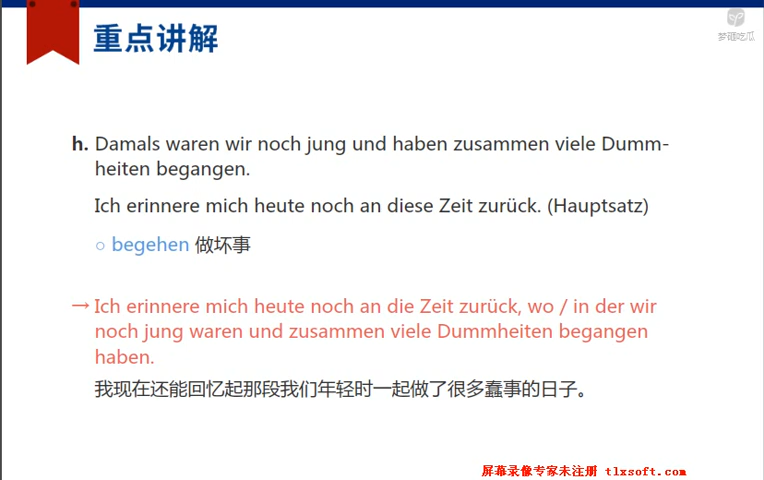 重点讲解
梦砸吃瓜
h. Damals waren wir noch jung und haben zusammen viele Dumm-
heiten begangen.
Ich erinnere mich heute noch an diese Zeit zurück. (Hauptsatz)
○ begehen 做坏事
→ Ich erinnere mich heute noch an die Zeit zurück, wo / in der wir
noch jung waren und zusammen viele Dummheiten begangen
haben.
我现在还能回忆起那段我们年轻时一起做了很多蠢事的日子。
屏幕录像专家未注册 tlxsoft.com